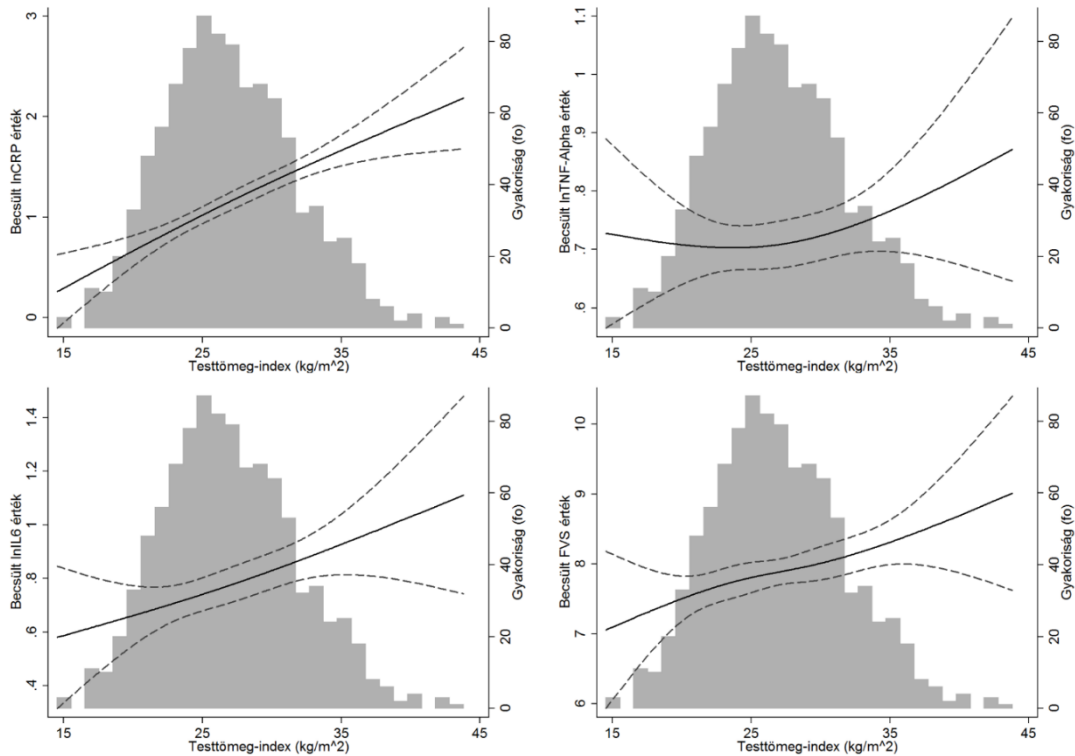 Becsült lnCRP érték
0 1 2 3
Gyakoriság (fo)
0 20 40 60 80
15 25 35 45
Testtömeg-index (kg/m^2)
Becsült lnTNF-Alpha érték
.6 .7 .8 .9 1 1.1
Gyakoriság (fo)
0 20 40 60 80
15 25 35 45
Testtömeg-index (kg/m^2)
Becsült lnIL6 érték
.4 .6 .8 1 1.2 1.4
Gyakoriság (fo)
0 20 40 60 80
15 25 35 45
Testtömeg-index (kg/m^2)
Becsült FVS érték
6 7 8 9 10
Gyakoriság (fo)
0 20 40 60 80
15 25 35 45
Testtömeg-index (kg/m^2)